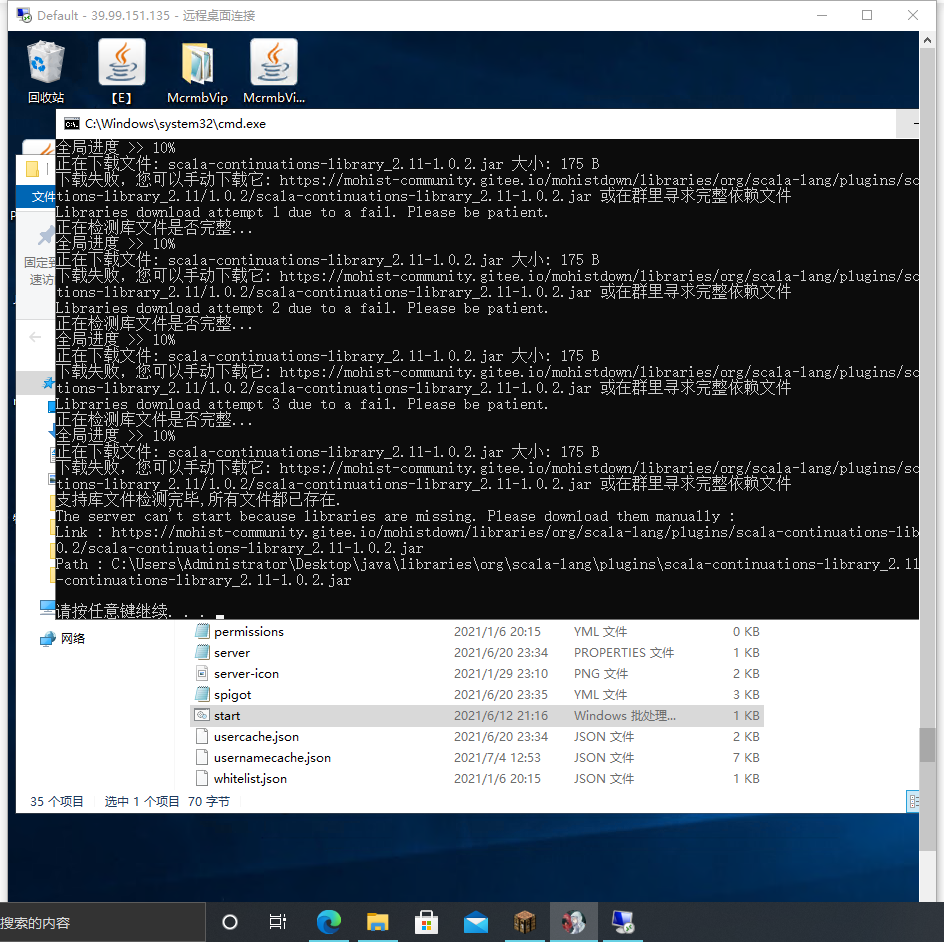 Default - 39.99.151.135 - 远程桌面连接
回收站
【E】
McrmbVip
McrmbVi...
C:\Windows\system32\cmd.exe
全局进度 >> 10%
正在下载文件: scala-continuations-library_2.11-1.0.2.jar 大小: 175 B
下载失败, 您可以手动下载它: https://mohist-community.gitee.io/mohistdown/libraries/org/scala-lang/plugins/sc
tions-library_2.11/1.0.2/scala-continuations-library_2.11-1.0.2.jar 或在群里寻求完整依赖文件
Libraries download attempt 1 due to a fail. Please be patient.
正在检测库文件是否完整...
全局进度 >> 10%
正在下载文件: scala-continuations-library_2.11-1.0.2.jar 大小: 175 B
下载失败, 您可以手动下载它: https://mohist-community.gitee.io/mohistdown/libraries/org/scala-lang/plugins/sc
tions-library_2.11/1.0.2/scala-continuations-library_2.11-1.0.2.jar 或在群里寻求完整依赖文件
Libraries download attempt 2 due to a fail. Please be patient.
正在检测库文件是否完整...
全局进度 >> 10%
正在下载文件: scala-continuations-library_2.11-1.0.2.jar 大小: 175 B
下载失败, 您可以手动下载它: https://mohist-community.gitee.io/mohistdown/libraries/org/scala-lang/plugins/sc
tions-library_2.11/1.0.2/scala-continuations-library_2.11-1.0.2.jar 或在群里寻求完整依赖文件
Libraries download attempt 3 due to a fail. Please be patient.
正在检测库文件是否完整...
全局进度 >> 10%
正在下载文件: scala-continuations-library_2.11-1.0.2.jar 大小: 175 B
下载失败, 您可以手动下载它: https://mohist-community.gitee.io/mohistdown/libraries/org/scala-lang/plugins/sc
tions-library_2.11/1.0.2/scala-continuations-library_2.11-1.0.2.jar 或在群里寻求完整依赖文件
支持库文件检测完毕,所有文件都已存在.
The server can't start because libraries are missing. Please download them manually :
Link : https://mohist-community.gitee.io/mohistdown/libraries/org/scala-lang/plugins/scala-continuations-lib
0.2/scala-continuations-library_2.11-1.0.2.jar
Path : C:\Users\Administrator\Desktop\java\libraries\org\scala-lang\plugins\scala-continuations-library_2.11
-continuations-library_2.11-1.0.2.jar
请按任意键继续. . .
文件
固定到
速访
网络
permissions 2021/1/6 20:15 YML 文件 0 KB
server 2021/6/20 23:34 PROPERTIES 文件 1 KB
server-icon 2021/1/29 23:10 PNG 文件 2 KB
spigot 2021/6/20 23:35 YML 文件 3 KB
start 2021/6/12 21:16 Windows 批处理... 1 KB
usercache.json 2021/6/20 23:34 JSON 文件 2 KB
usernamecache.json 2021/7/4 12:53 JSON 文件 7 KB
whitelist.json 2021/1/6 20:15 JSON 文件 1 KB
35 个项目 选中 1 个项目 70 字节
搜索的内容